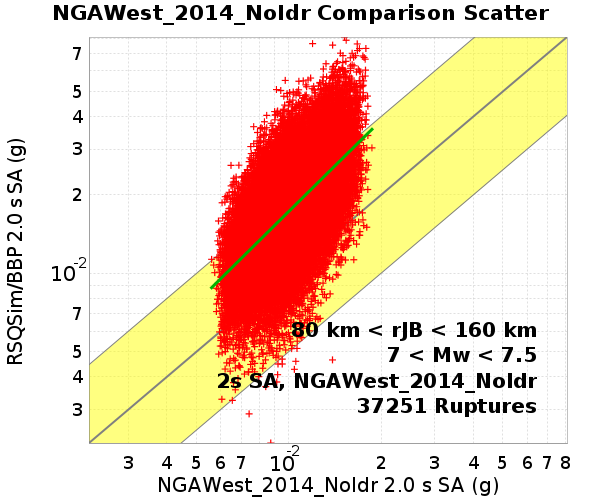 NGAWest_2014_NoIdr Comparison Scatter
RSQSim/BBP 2.0 s SA (g)
7
5
4
3
2
10-2
7
5
4
3
80 km < rJB < 160 km
7 < Mw < 7.5
2s SA, NGAWest_2014_NoIdr
37251 Ruptures
3 4 5 6 7 10-2 2 3 4 5 6 7 8
NGAWest_2014_NoIdr 2.0 s SA (g)